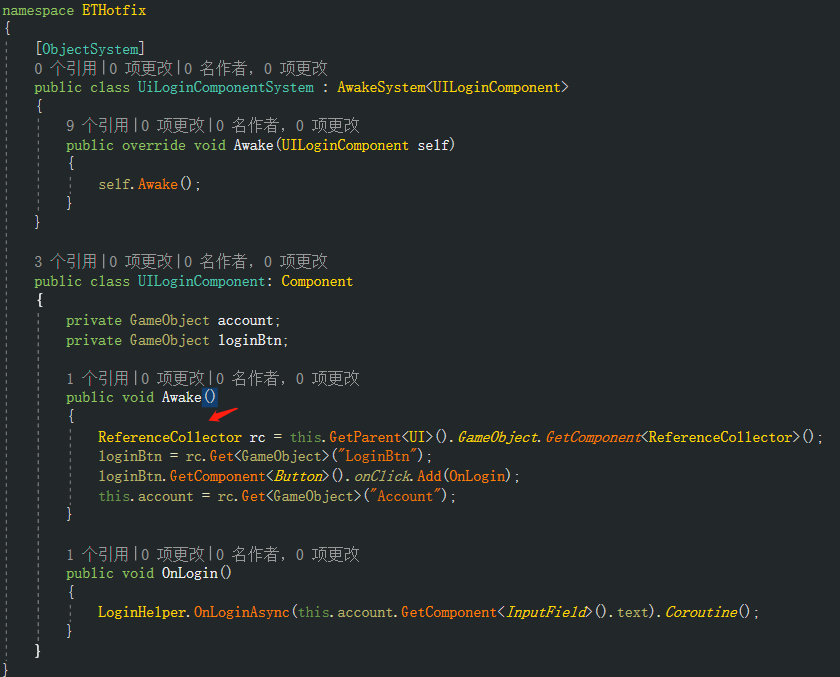 namespace ETHotfix
{
[ObjectSystem]
0 个引用|0 项更改|0 名作者, 0 项更改
public class UiLoginComponentSystem : AwakeSystem<UILoginComponent>
{
9 个引用|0 项更改|0 名作者, 0 项更改
public override void Awake(UILoginComponent self)
{
self.Awake();
}
}
3 个引用|0 项更改|0 名作者, 0 项更改
public class UILoginComponent: Component
{
private GameObject account;
private GameObject loginBtn;
1 个引用|0 项更改|0 名作者, 0 项更改
public void Awake()
{
ReferenceCollector rc = this.GetParent<UI>().GameObject.GetComponent<ReferenceCollector>();
loginBtn = rc.Get<GameObject>("LoginBtn");
loginBtn.GetComponent<Button>().onClick.Add(OnLogin);
this.account = rc.Get<GameObject>("Account");
}
1 个引用|0 项更改|0 名作者, 0 项更改
public void OnLogin()
{
LoginHelper.OnLoginAsync(this.account.GetComponent<InputField>().text).Coroutine();
}
}
}